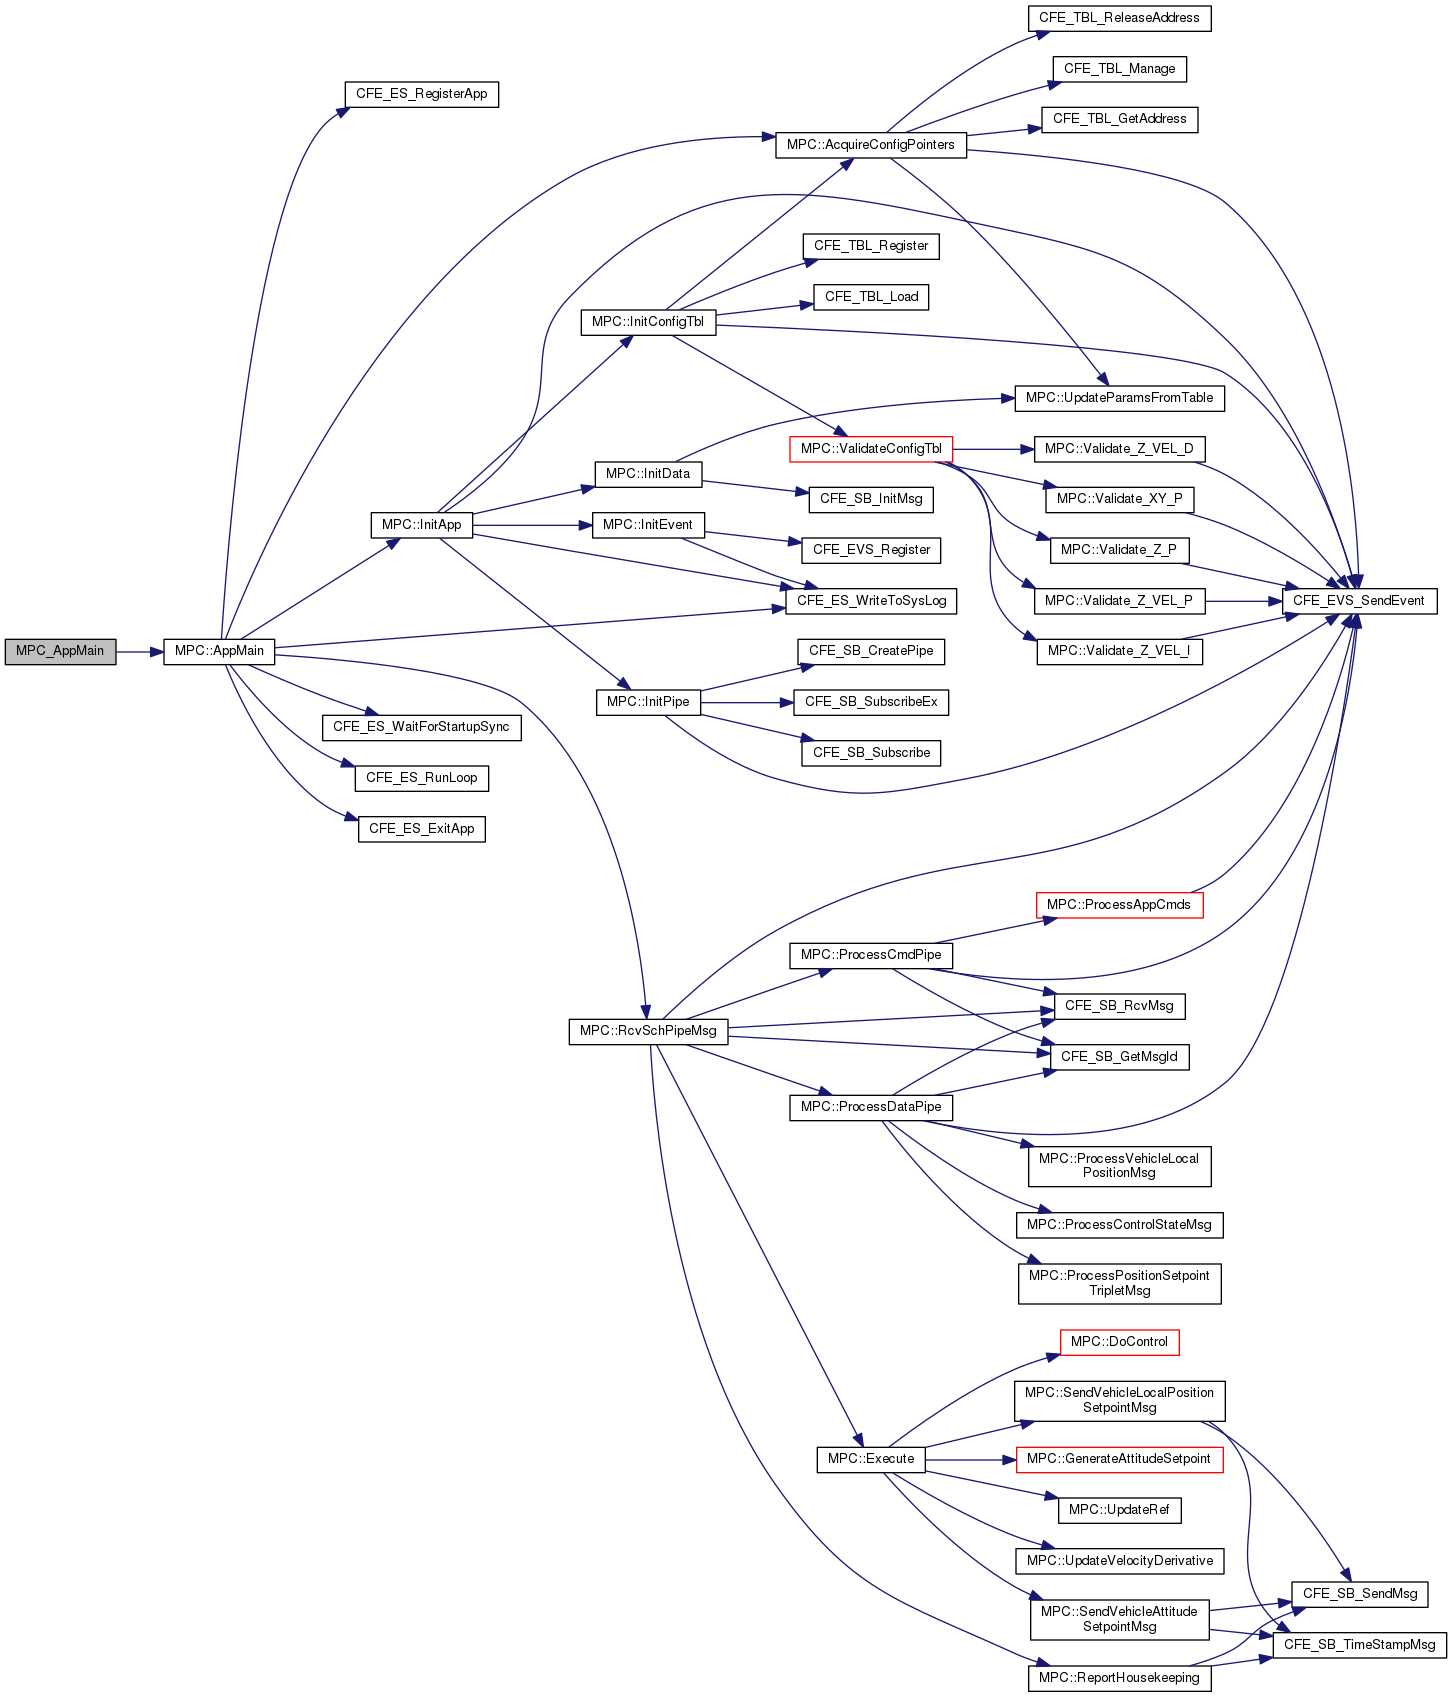 CFE_TBL_ReleaseAddress
CFE_TBL_Manage
CFE_ES_RegisterApp
CFE_TBL_GetAddress
MPC::AcquireConfigPointers
CFE_TBL_Register
CFE_TBL_Load
MPC::InitConfigTbl
MPC::UpdateParamsFromTable
MPC::ValidateConfigTbl
MPC::Validate_Z_VEL_D
MPC::InitData
CFE_SB_InitMsg
MPC::Validate_XY_P
MPC::InitApp
MPC::InitEvent
CFE_EVS_Register
MPC::Validate_Z_P
CFE_ES_WriteToSysLog
MPC::Validate_Z_VEL_P
CFE_EVS_SendEvent
MPC_AppMain
MPC::AppMain
CFE_SB_CreatePipe
MPC::Validate_Z_VEL_I
MPC::InitPipe
CFE_SB_SubscribeEx
CFE_ES_WaitForStartupSync
CFE_SB_Subscribe
CFE_ES_RunLoop
CFE_ES_ExitApp
MPC::ProcessAppCmds
MPC::ProcessCmdPipe
CFE_SB_RcvMsg
MPC::RcvSchPipeMsg
CFE_SB_GetMsgId
MPC::ProcessDataPipe
MPC::ProcessVehicleLocal
PositionMsg
MPC::ProcessControlStateMsg
MPC::ProcessPositionSetpoint
TripletMsg
MPC::DoControl
MPC::SendVehicleLocalPosition
SetpointMsg
MPC::Execute
MPC::GenerateAttitudeSetpoint
MPC::UpdateRef
MPC::UpdateVelocityDerivative
CFE_SB_SendMsg
MPC::SendVehicleAttitude
SetpointMsg
CFE_SB_TimeStampMsg
MPC::ReportHousekeeping